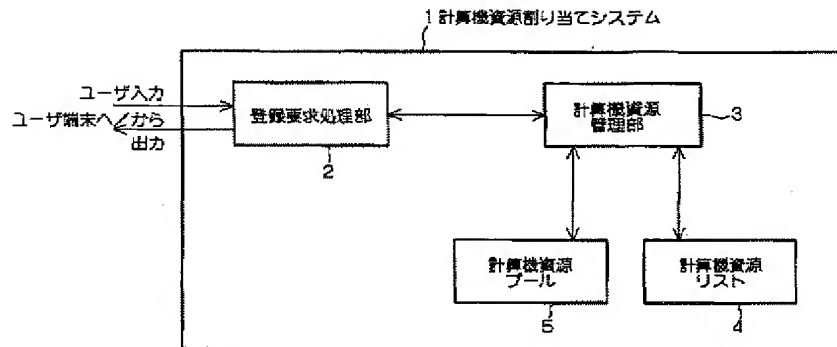 1 計算機資源割り当てシステム
ユーザ入力
ユーザ端末へ／から
出力
登録要求処理部
2
計算機資源
管理部
3
計算機資源
プール
5
計算機資源
リスト
4